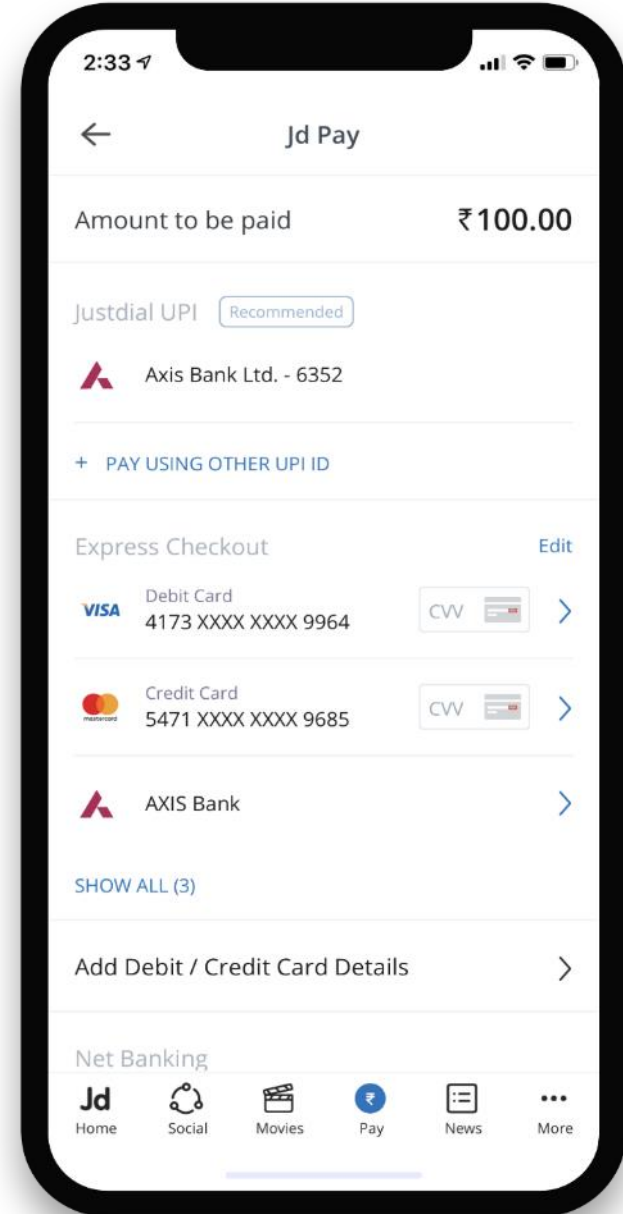 2:33
Jd Pay
Amount to be paid ₹100.00
Justdial UPI Recommended
Axis Bank Ltd. - 6352
+ PAY USING OTHER UPI ID
Express Checkout Edit
VISA Debit Card
4173 XXXX XXXX 9964 CVV
Credit Card
mastercard 5471 XXXX XXXX 9685 CVV
AXIS Bank
SHOW ALL (3)
Add Debit / Credit Card Details
Net Banking
Jd ₹
Home Social Movies Pay News More